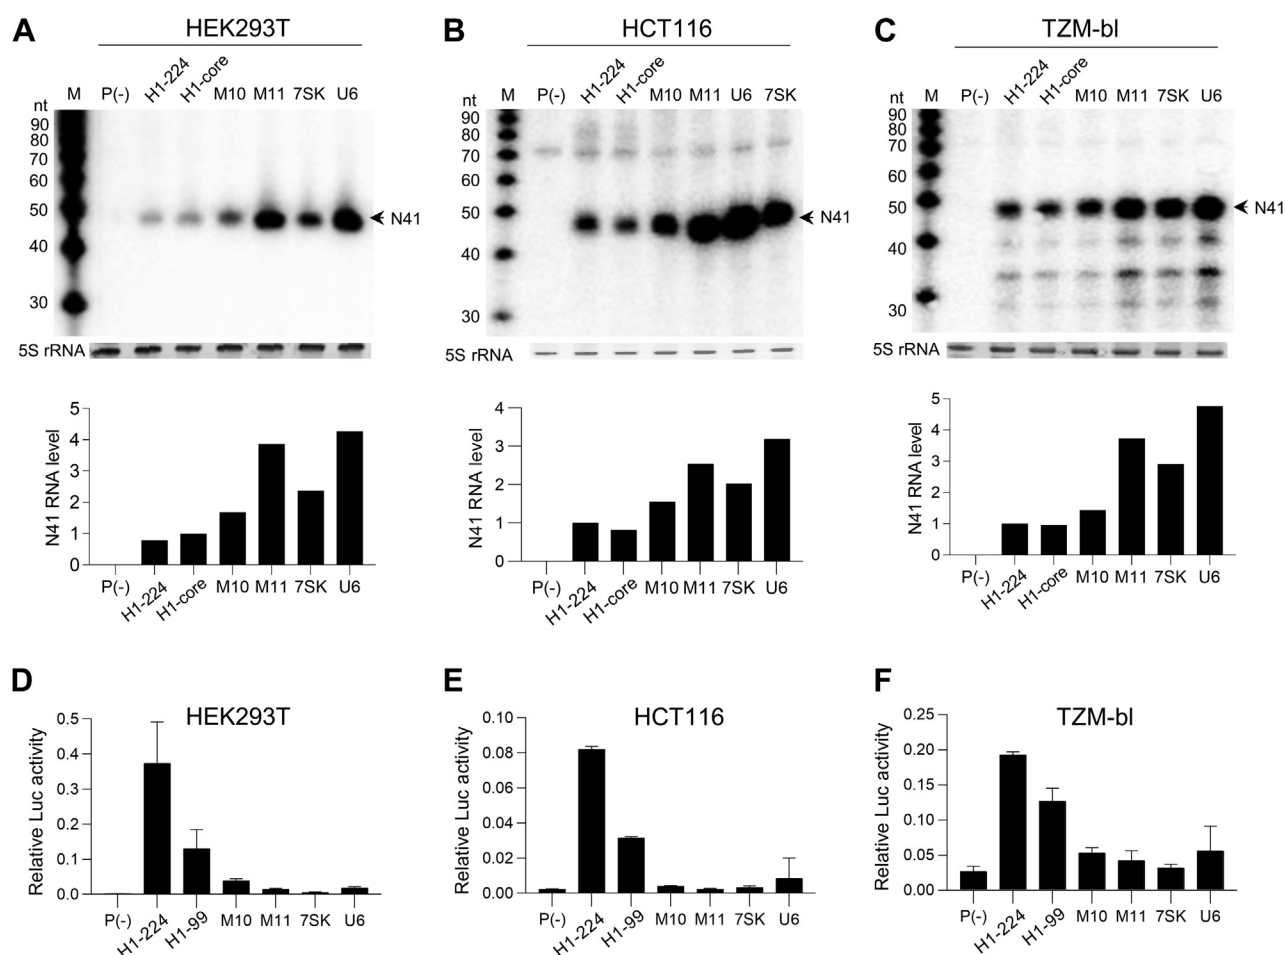 A
HEK293T
nt
M
P(-)
H1-224
H1-core
M10
M11
7SK
U6
90
80
70
60
50
40
30
N41
5S rRNA
N41 RNA level
5
4
3
2
1
0
P(-)
H1-224
H1-core
M10
M11
7SK
U6
B
HCT116
nt
M
P(-)
H1-224
H1-core
M10
M11
U6
7SK
90
80
70
60
50
40
30
N41
5S rRNA
N41 RNA level
4
3
2
1
0
P(-)
H1-224
H1-core
M10
M11
7SK
U6
C
TZM-bl
nt
M
P(-)
H1-224
H1-core
M10
M11
7SK
U6
90
80
70
60
50
40
30
N41
5S rRNA
N41 RNA level
5
4
3
2
1
0
P(-)
H1-224
H1-core
M10
M11
7SK
U6
D
HEK293T
Relative Luc activity
0.5
0.4
0.3
0.2
0.1
0.0
P(-)
H1-224
H1-99
M10
M11
7SK
U6
E
HCT116
Relative Luc activity
0.10
0.08
0.06
0.04
0.02
0.00
P(-)
H1-224
H1-99
M10
M11
7SK
U6
F
TZM-bl
Relative Luc activity
0.25
0.20
0.15
0.10
0.05
0.00
P(-)
H1-224
H1-99
M10
M11
7SK
U6